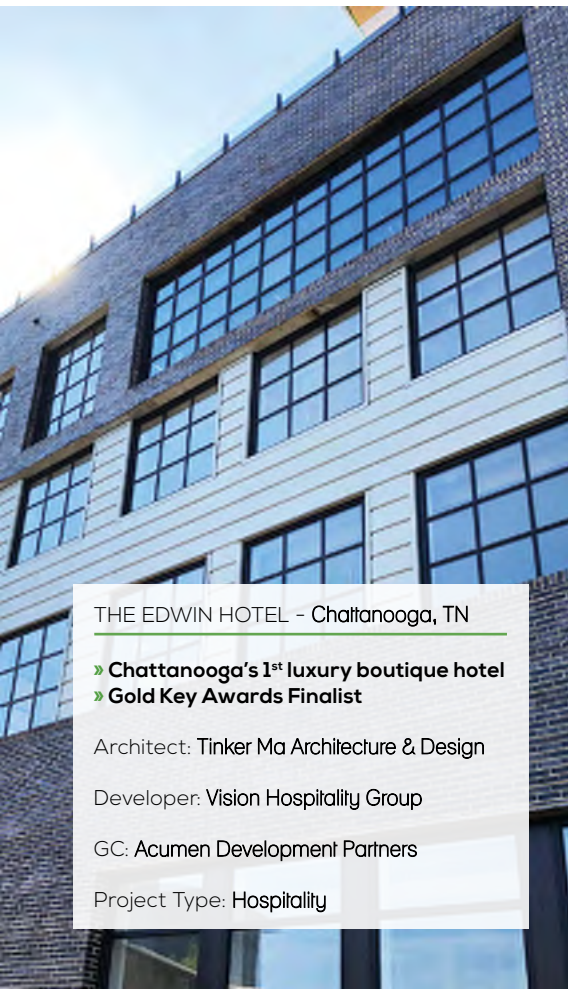 THE EDWIN HOTEL - Chattanooga, TN
» Chattanooga's 1st luxury boutique hotel
» Gold Key Awards Finalist
Architect: Tinker Ma Architecture & Design
Developer: Vision Hospitality Group
GC: Acumen Development Partners
Project Type: Hospitality